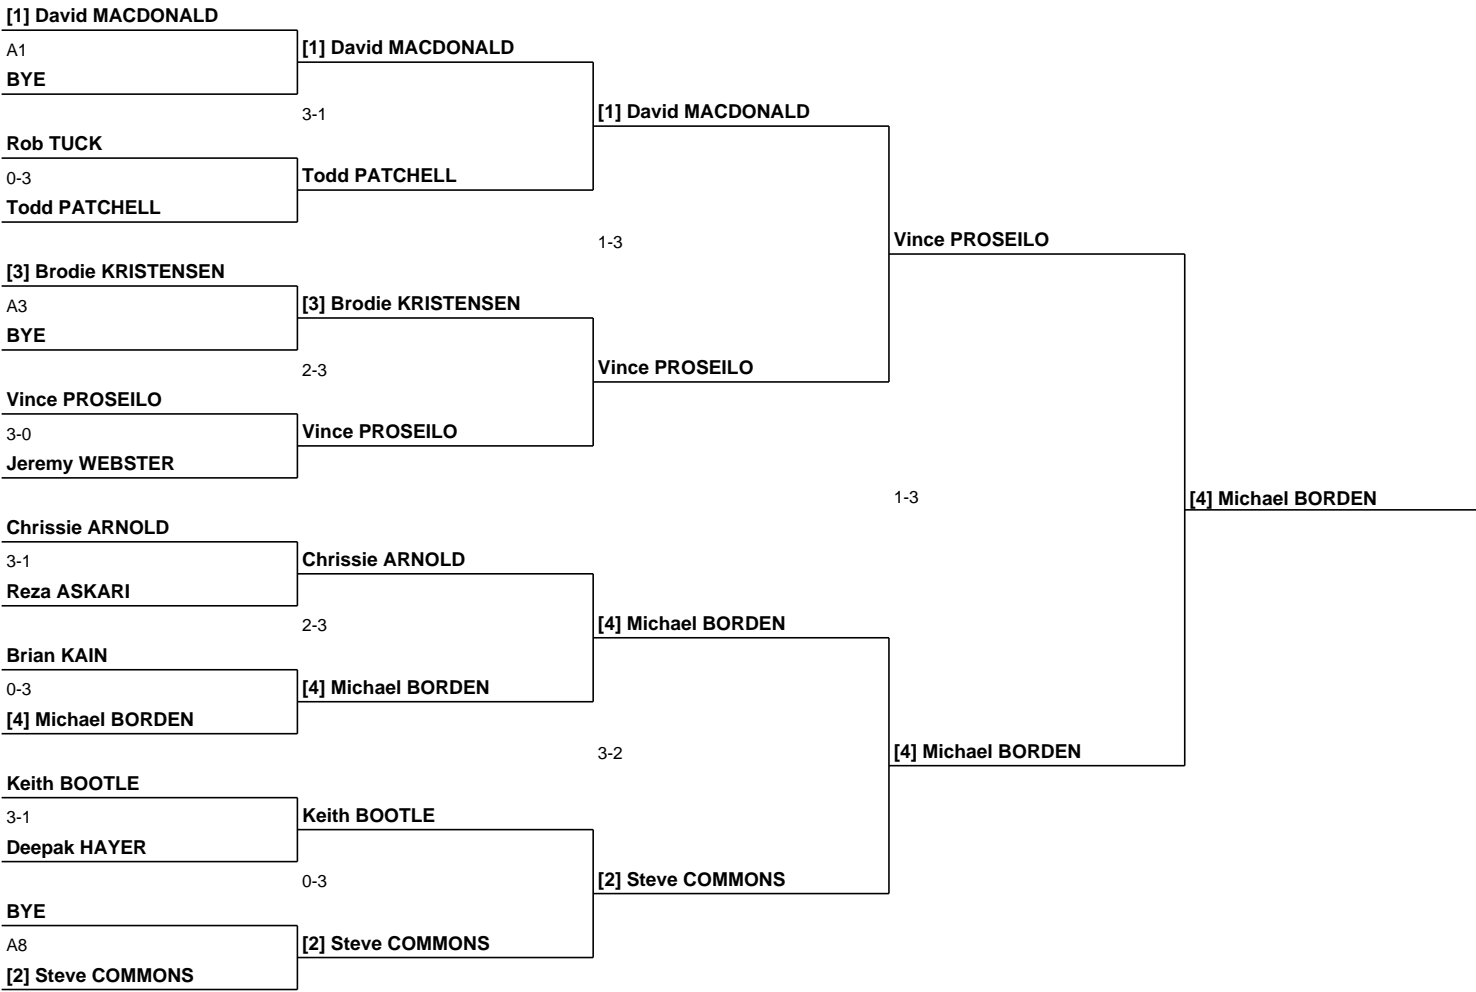 [1] David MACDONALD
A1
[1] David MACDONALD
BYE
3-1
[1] David MACDONALD
Rob TUCK
0-3
Todd PATCHELL
Todd PATCHELL
1-3
Vince PROSEILO
[3] Brodie KRISTENSEN
A3
[3] Brodie KRISTENSEN
BYE
2-3
Vince PROSEILO
Vince PROSEILO
3-0
Vince PROSEILO
Jeremy WEBSTER
1-3
[4] Michael BORDEN
Chrissie ARNOLD
3-1
Chrissie ARNOLD
Reza ASKARI
2-3
[4] Michael BORDEN
Brian KAIN
0-3
[4] Michael BORDEN
[4] Michael BORDEN
3-2
[4] Michael BORDEN
Keith BOOTLE
3-1
Keith BOOTLE
Deepak HAYER
0-3
[2] Steve COMMONS
BYE
A8
[2] Steve COMMONS
[2] Steve COMMONS